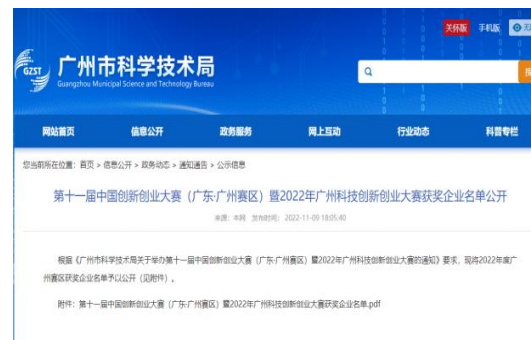 关怀版 手机版
GZST
广州市科学技术局
Guangzhou Municipal Science and Technology Bureau
网站首页 信息公开 政务服务 网上互动 行业动态 科普专栏
您当前所在位置：首页 > 信息公开 > 政务动态 > 通知通告 > 公示信息
第十一届中国创新创业大赛（广东·广州赛区）暨2022年广州科技创新创业大赛获奖企业名单公开
来源：本网 发布时间：2022-11-09 18:05:40
根据《广州市科学技术局关于举办第十一届中国创新创业大赛（广东·广州赛区）暨2022年广州科技创新创业大赛的通知》要求，现将2022年度广
州赛区获奖企业名单予以公开（见附件）。
附件：第十一届中国创新创业大赛（广东·广州赛区）暨2022年广州科技创新创业大赛获奖企业名单.pdf